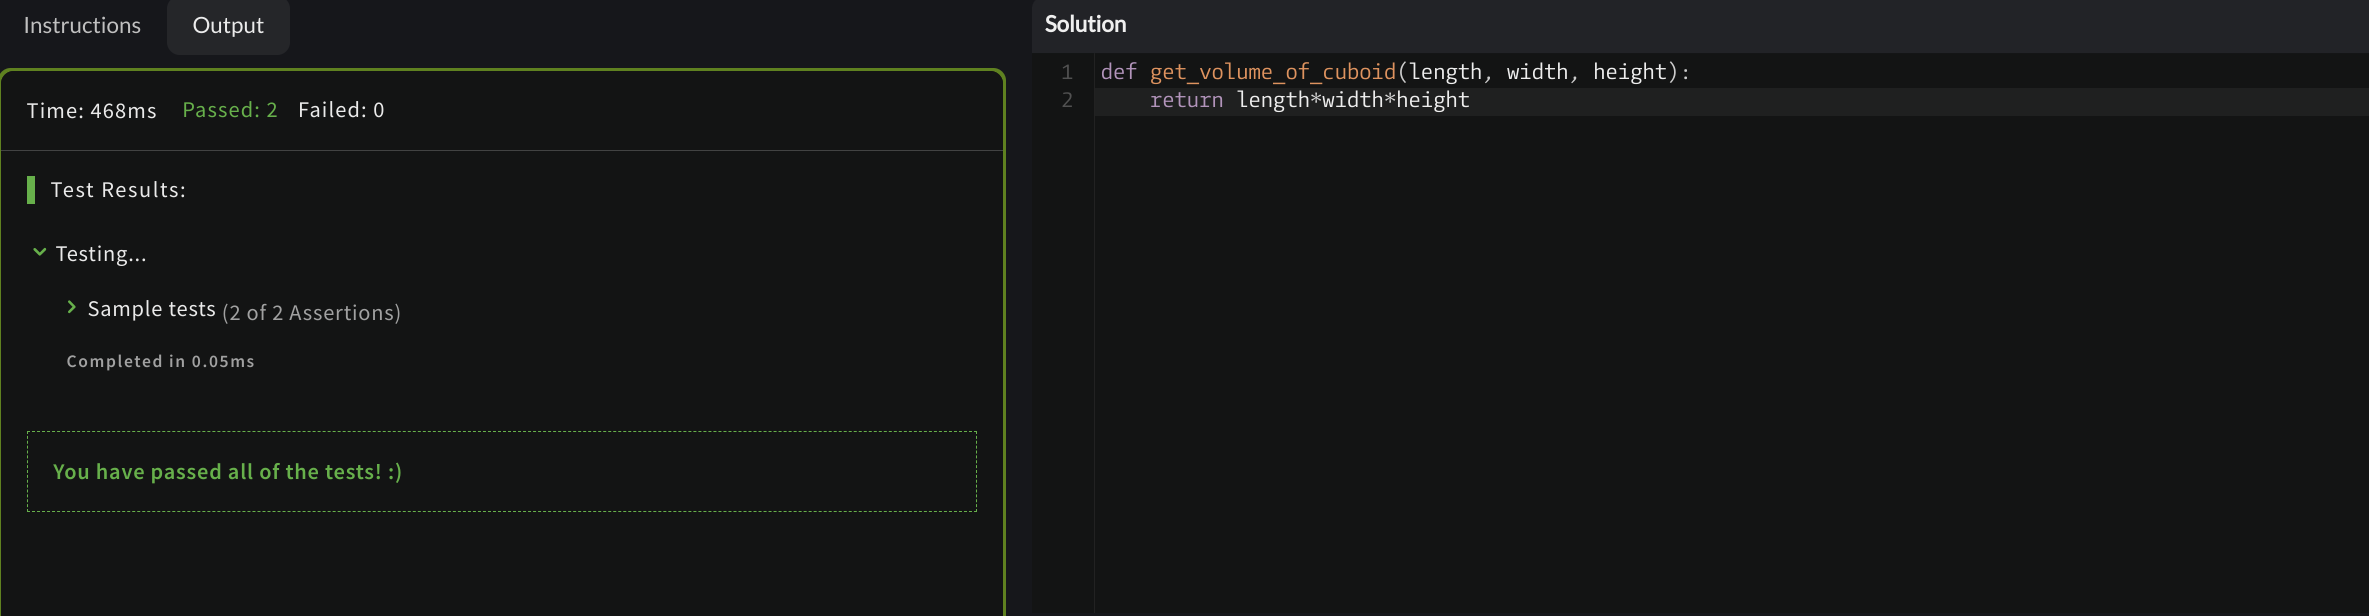 Instructions
Output
Time: 468ms Passed: 2 Failed: 0
Test Results:
Testing...
Sample tests (2 of 2 Assertions)
Completed in 0.05ms
You have passed all of the tests! :)
Solution
1 def get_volume_of_cuboid(length, width, height):
2     return length*width*height